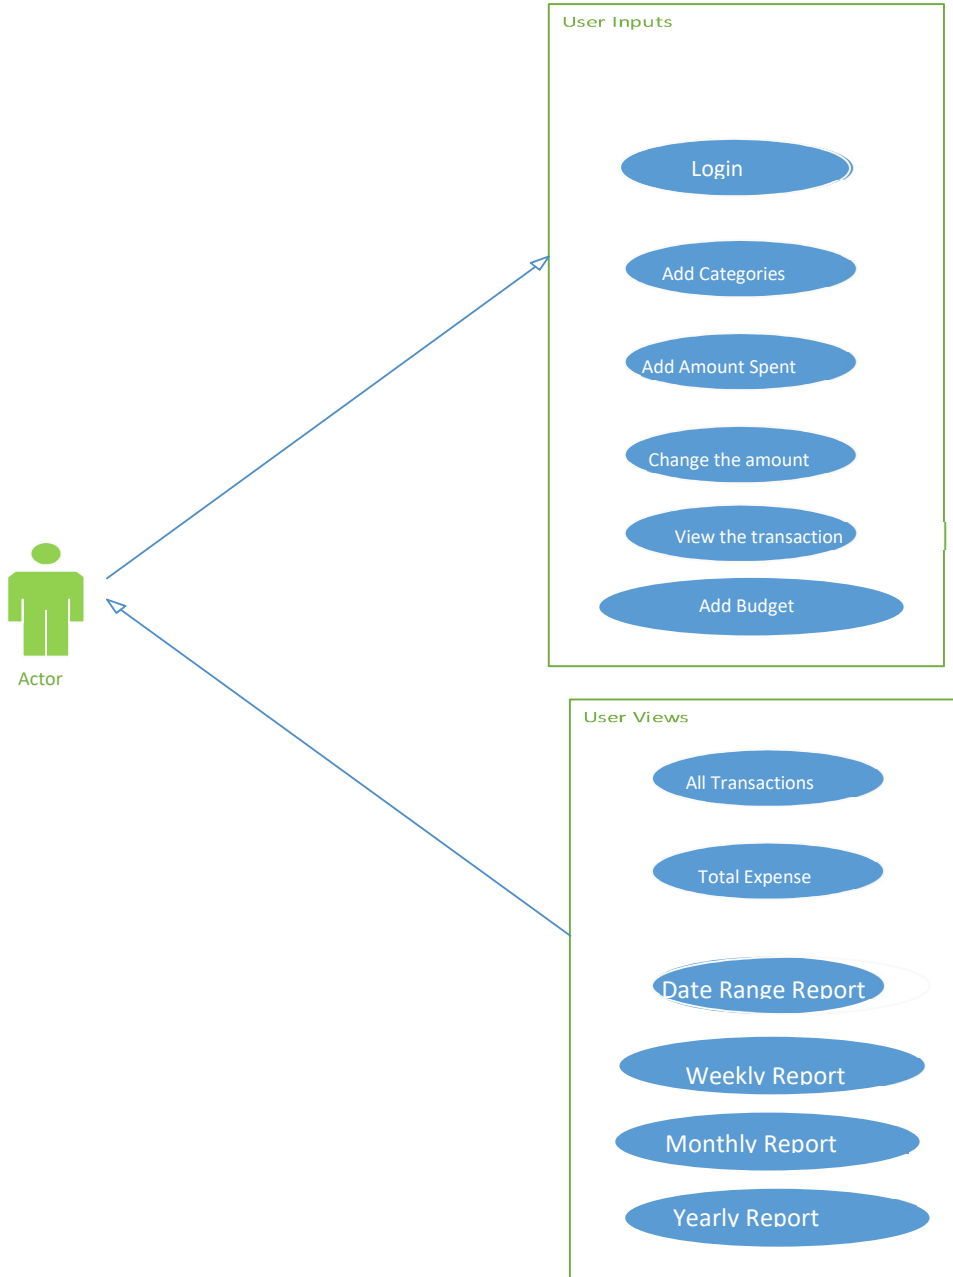 User Inputs
Login
Add Categories
Add Amount Spent
Change the amount
View the transaction
Add Budget
Actor
User Views
All Transactions
Total Expense
Date Range Report
Weekly Report
Monthly Report
Yearly Report